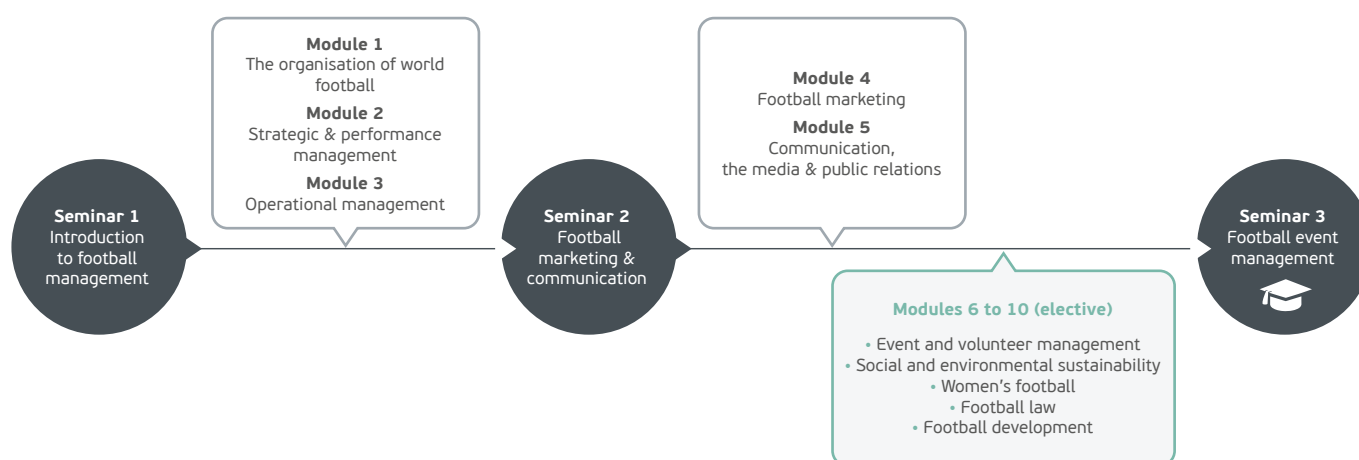 Seminar 1
Introduction
to football
management
Module 1
The organisation of world
football
Module 2
Strategic & performance
management
Module 3
Operational management
Seminar 2
Football
marketing &
communication
Module 4
Football marketing
Module 5
Communication,
the media & public relations
Modules 6 to 10 (elective)
• Event and volunteer management
• Social and environmental sustainability
• Women’s football
• Football law
• Football development
Seminar 3
Football event
management